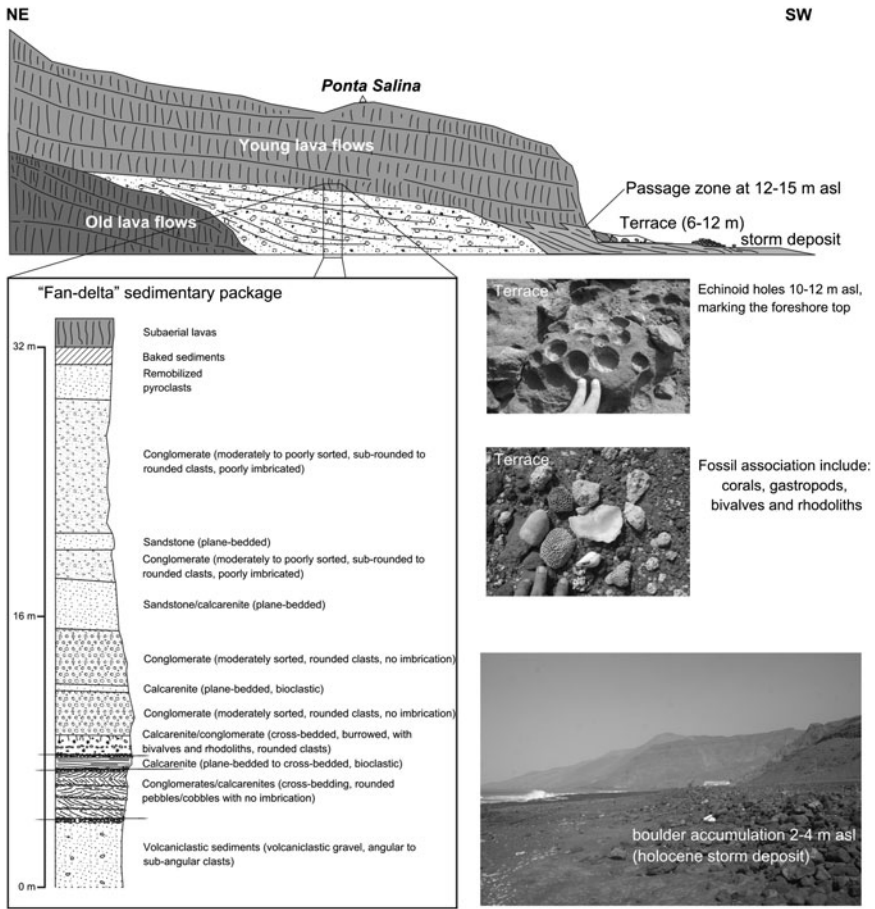 NE
SW
Ponta Salina
Young lava flows
Old lava flows
Passage zone at 12-15 m asl
Terrace (6-12 m)
storm deposit
"Fan-delta" sedimentary package
Subaerial lavas
32 m
Baked sediments
Remobilized
pyroclasts
Conglomerate (moderately to poorly sorted, sub-rounded to
rounded clasts, poorly imbricated)
Sandstone (plane-bedded)
Conglomerate (moderately to poorly sorted, sub-rounded to
rounded clasts, poorly imbricated)
Sandstone/calcarenite (plane-bedded)
16 m
Conglomerate (moderately sorted, rounded clasts, no imbrication)
Calcarenite (plane-bedded, bioclastic)
Conglomerate (moderately sorted, rounded clasts, no imbrication)
Calcarenite/conglomerate (cross-bedded, burrowed, with
bivalves and rhodoliths, rounded clasts)
Calcarenite (plane-bedded to cross-bedded, bioclastic)
Conglomerates/calcarenites (cross-bedding, rounded
pebbles/cobbles with no imbrication)
Volcaniclastic sediments (volcaniclastic gravel, angular to
sub-angular clasts)
0 m
Terrace
Echinoid holes 10-12 m asl,
marking the foreshore top
Terrace
Fossil association include:
corals, gastropods,
bivalves and rhodoliths
boulder accumulation 2-4 m asl
(holocene storm deposit)